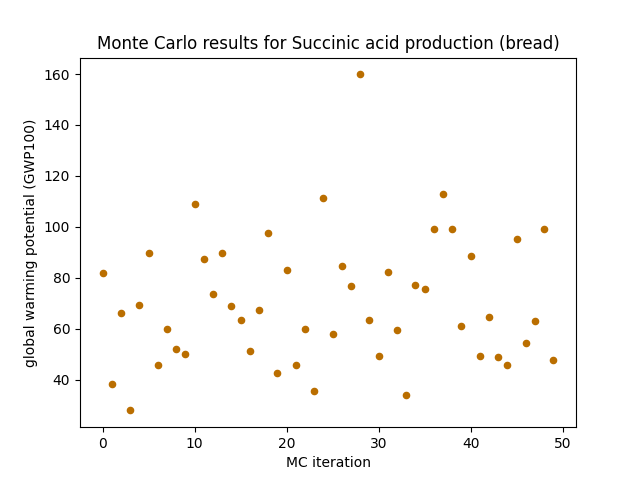 Monte Carlo results for Succinic acid production (bread)
global warming potential (GWP100)
160
140
120
100
80
60
40
0 10 20 30 40 50
MC iteration